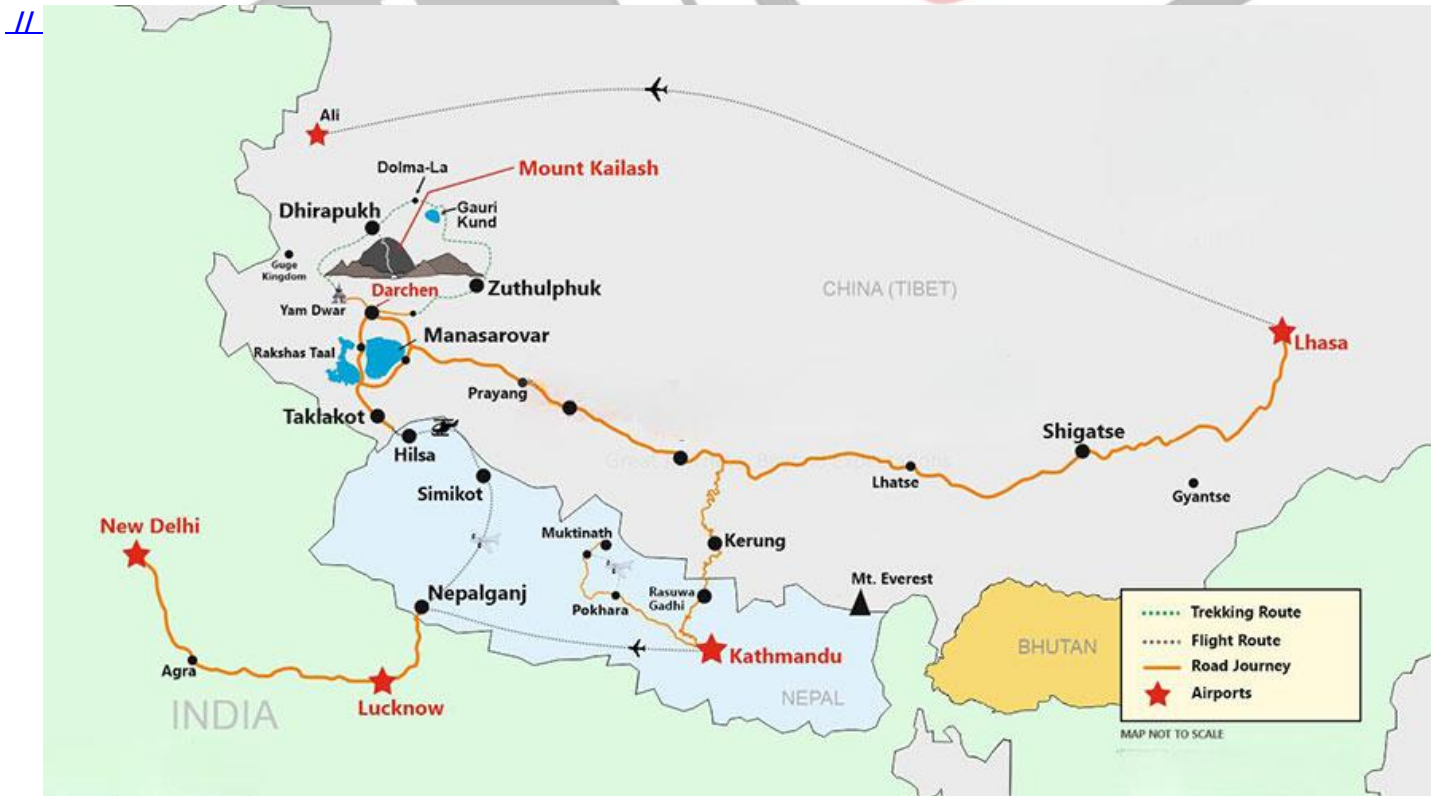 //
Ali
Dolma-La
Mount Kailash
Dhirapukh
Gauri
Kund
Guge
Kingdom
Darchen
Zuthulphuk
CHINA (TIBET)
Yam Dwar
Manasarovar
Lhasa
Rakshas Taal
Prayang
Taklakot
Shigatse
Hilsa
Lhatse
Simikot
Gyantse
New Delhi
Muktinath
Kerung
Mt. Everest
Nepalganj
Rasuwa
Gadhi
Pokhara
Trekking Route
Flight Route
BHUTAN
Kathmandu
Road Journey
Agra
Airports
NEPAL
Lucknow
INDIA
MAP NOT TO SCALE